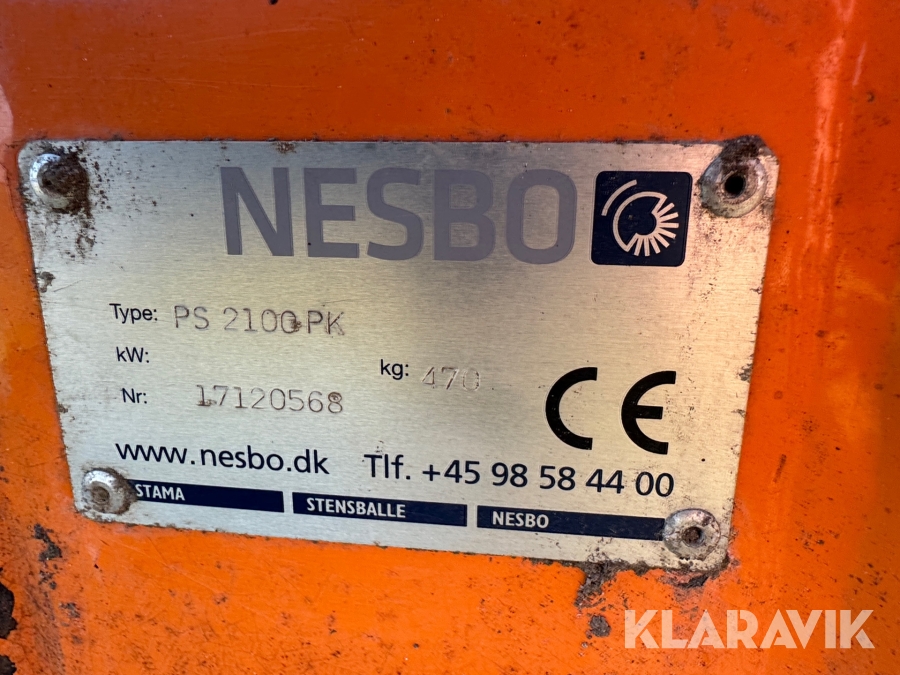 NESBO
Type: PS 2100 PK
kW:
kg: 470
Nr: 17120568
www.nesbo.dk Tlf. +45 98 58 44 00
STAMA STENSBALLE NESBO
KLARAVIK